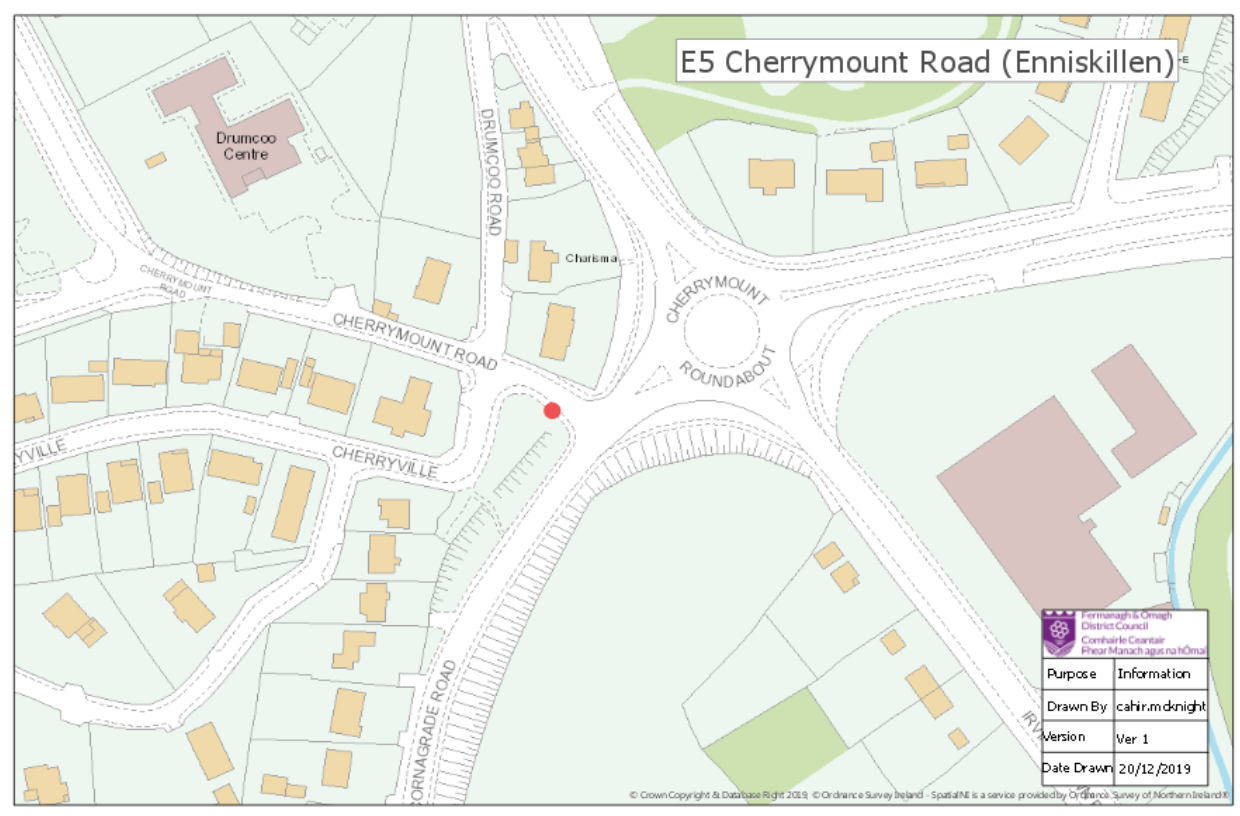 E5 Cherrymount Road (Enniskillen)
-E
Drumcoo
Centre
DRUMCOO ROAD
Charisma
CHERRYMOUNT
ROAD
CHERRYMOUNT ROAD
CHERRYMOUNT
ROUNDABOUT
YVILLE
CHERRYVILLE
CORNAGRADE ROAD
IRV
Fermanagh & Omagh
District Council
Comhairle Ceantair
Fhear Manach agus na hÓmai
Purpose Information
Drawn By cahir.mcknight
Version Ver 1
Date Drawn 20/12/2019
© Crown Copyright & Database Right 2019, © Ordnance Survey Ireland - SpatialNI is a service provided by Ordnance Survey of Northern Ireland®